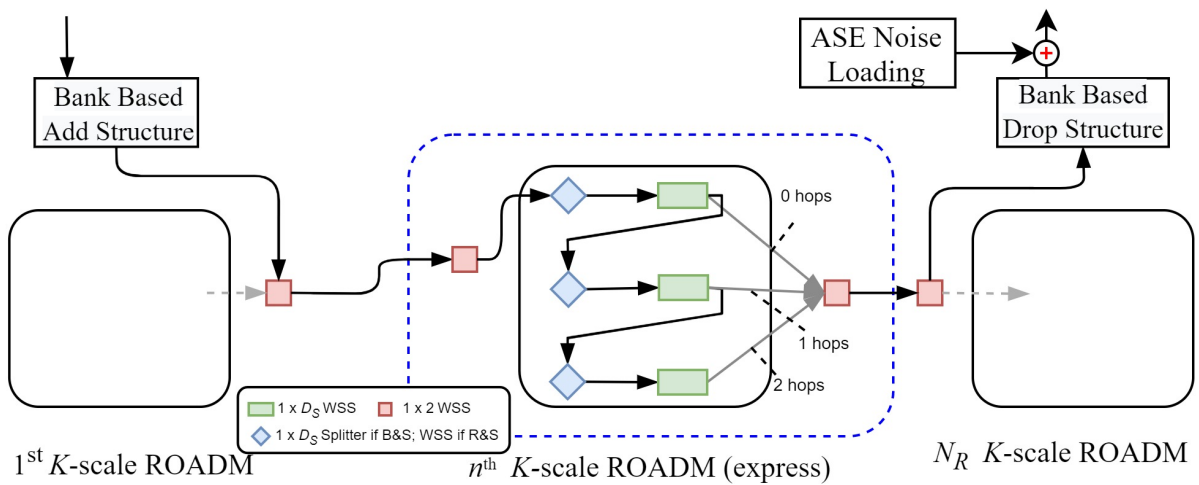 ASE Noise
Loading
+
Bank Based
Add Structure
Bank Based
Drop Structure
0 hops
1 hops
2 hops
1 x D_S WSS
1 x 2 WSS
1 x D_S Splitter if B&S; WSS if R&S
1st K-scale ROADM
nth K-scale ROADM (express)
N_R K-scale ROADM